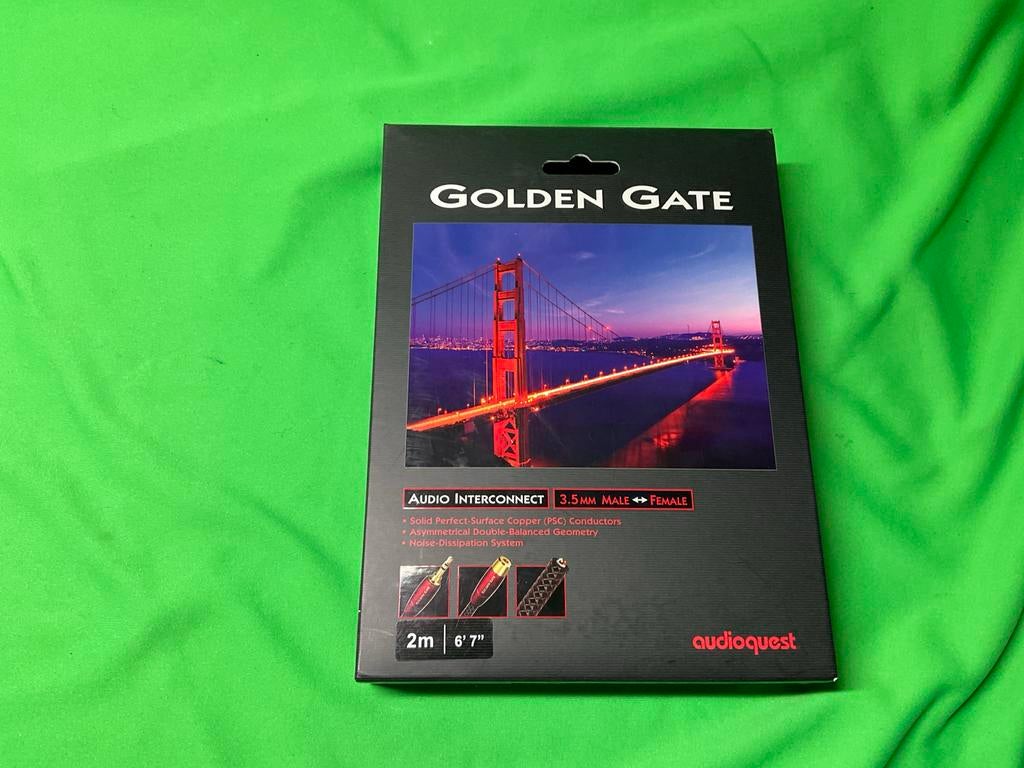 GOLDEN GATE
AUDIO INTERCONNECT 3.5MM MALE ↔ FEMALE
• Solid Perfect-Surface Copper (PSC) Conductors
• Asymmetrical Double-Balanced Geometry
• Noise-Dissipation System
2m | 6' 7"
audioquest